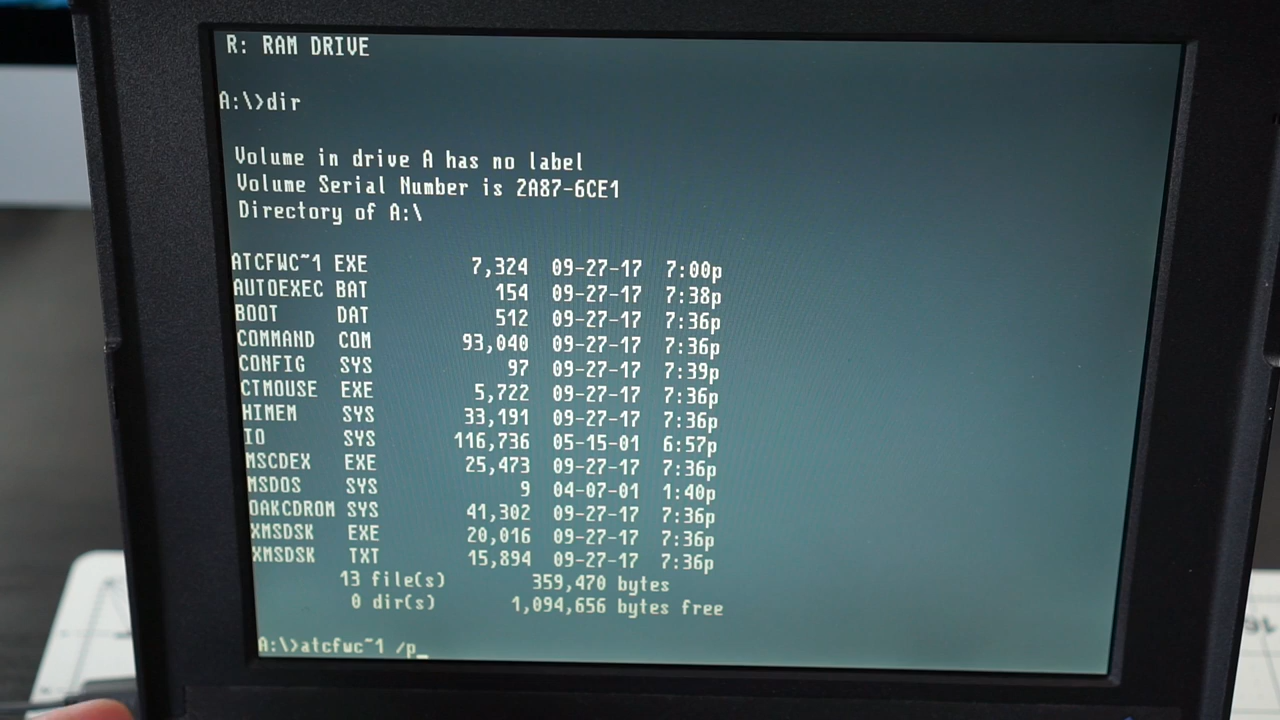 R: RAM DRIVE
A:\>dir
Volume in drive A has no label
Volume Serial Number is 2A87-6CE1
Directory of A:\
ATCFWC~1 EXE 7,324 09-27-17 7:00p
AUTOEXEC BAT 154 09-27-17 7:38p
BOOT DAT 512 09-27-17 7:36p
COMMAND COM 93,040 09-27-17 7:36p
CONFIG SYS 97 09-27-17 7:39p
CTMOUSE EXE 5,722 09-27-17 7:36p
HIMEM SYS 33,191 09-27-17 7:36p
IO SYS 116,736 05-15-01 6:57p
MSCDEX EXE 25,473 09-27-17 7:36p
MSDOS SYS 9 04-07-01 1:40p
OAKCDROM SYS 41,302 09-27-17 7:36p
XMSDSK EXE 20,016 09-27-17 7:36p
XMSDSK TXT 15,894 09-27-17 7:36p
13 file(s) 359,470 bytes
0 dir(s) 1,094,656 bytes free
A:\>atcfwc~1 /p_